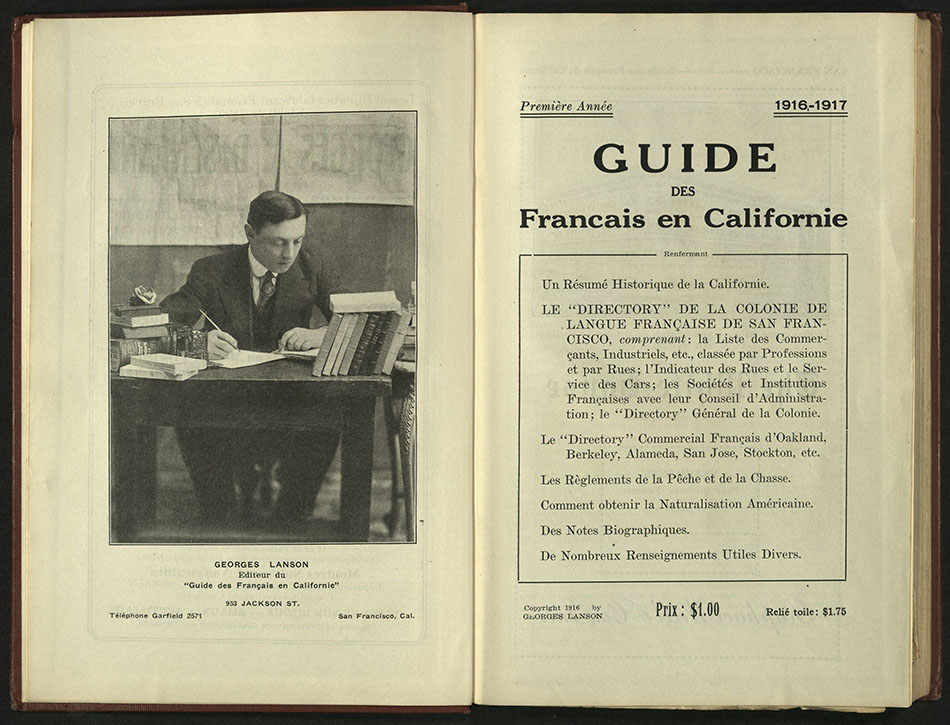 GEORGES LANSON
Editeur du
"Guide des Français en Californie"
953 JACKSON ST.
Téléphone Garfield 2571
San Francisco, Cal.
Première Année
1916-1917
GUIDE
DES
Francais en Californie
Renfermant
Un Résumé Historique de la Californie.
LE "DIRECTORY" DE LA COLONIE DE
LANGUE FRANÇAISE DE SAN FRAN-
CISCO, comprenant: la Liste des Commer-
çants, Industriels, etc., classée par Professions
et par Rues; l'Indicateur des Rues et le Ser-
vice des Cars; les Sociétés et Institutions
Françaises avec leur Conseil d'Administra-
tion; le "Directory" Général de la Colonie.
Le "Directory" Commercial Français d'Oakland,
Berkeley, Alameda, San Jose, Stockton, etc.
Les Règlements de la Pêche et de la Chasse.
Comment obtenir la Naturalisation Américaine.
Des Notes Biographiques.
De Nombreux Renseignements Utiles Divers.
Copyright 1916 by
GEORGES LANSON
Prix: $1.00
Relié toile: $1.75